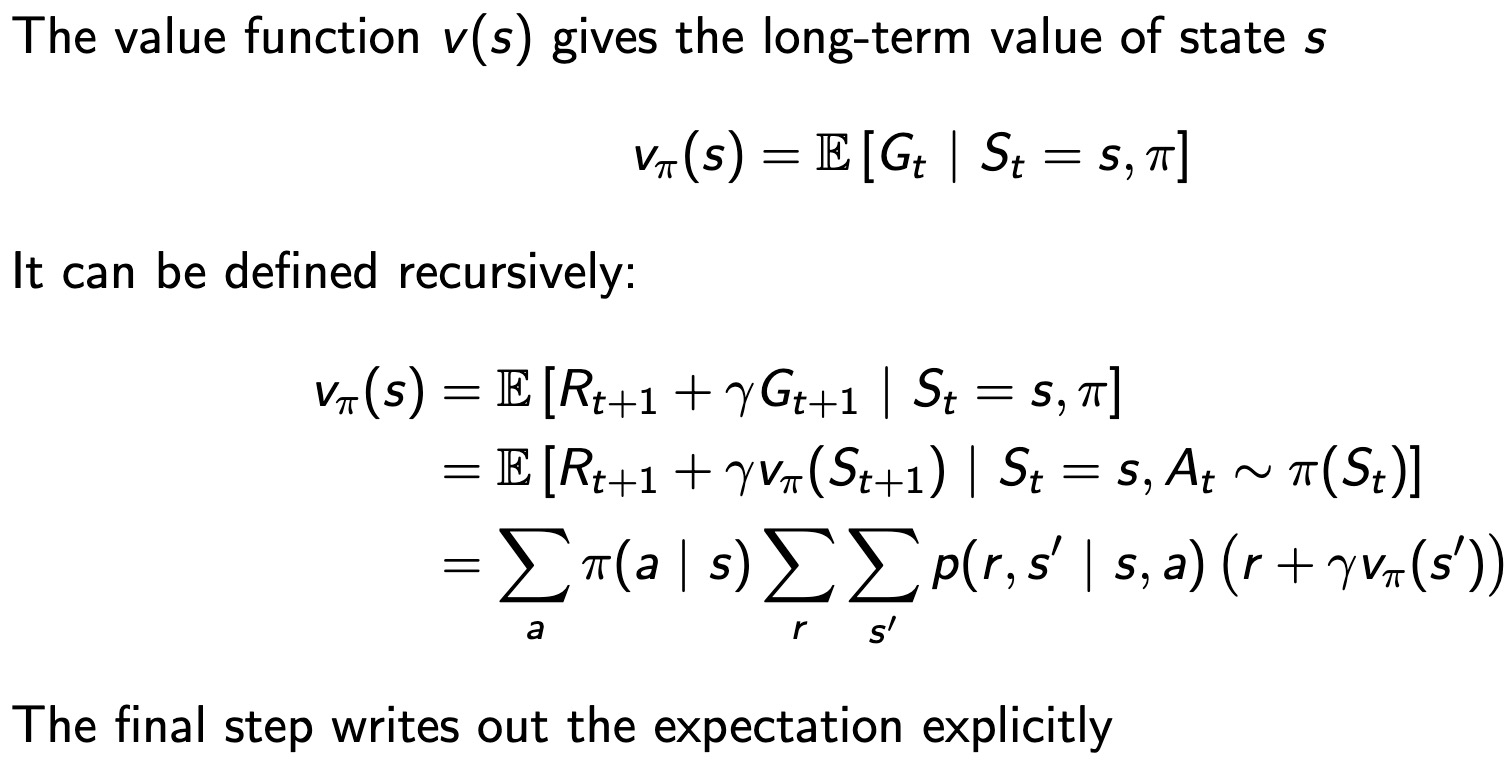 The value function v(s) gives the long-term value of state s
v_π(s) = 𝔼 [G_t | S_t = s, π]
It can be defined recursively:
v_π(s) = 𝔼 [R_{t+1} + γG_{t+1} | S_t = s, π]
= 𝔼 [R_{t+1} + γv_π(S_{t+1}) | S_t = s, A_t ∼ π(S_t)]
= ∑_a π(a | s) ∑_r ∑_{s′} p(r, s′ | s, a) (r + γv_π(s′))
The final step writes out the expectation explicitly